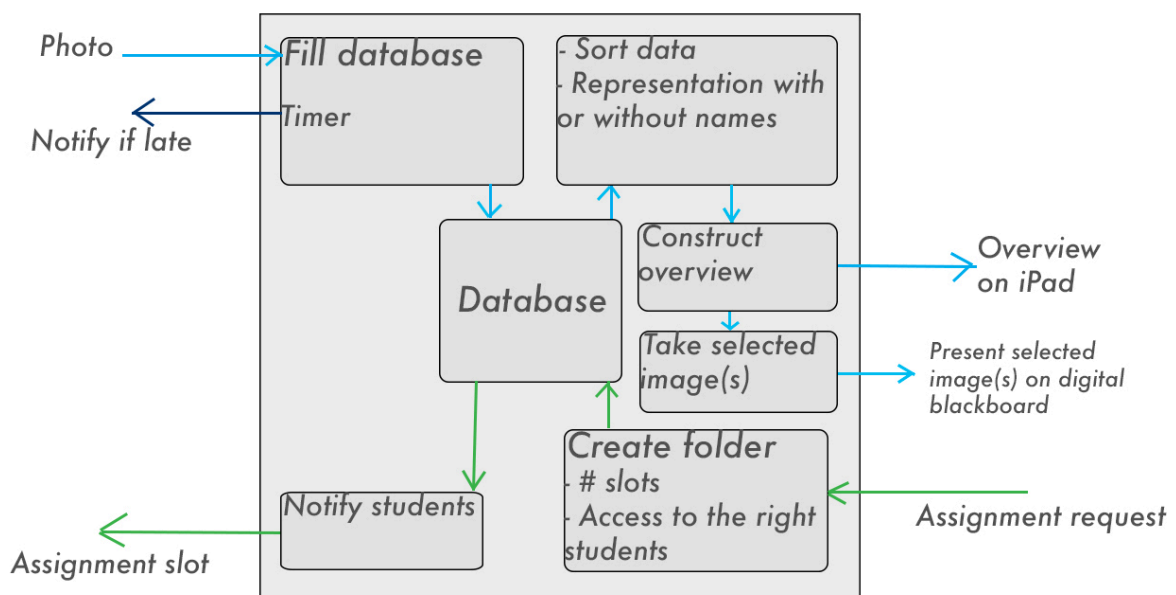 Photo
Notify if late
Fill database
Timer
- Sort data
- Representation with
or without names
Database
Construct
overview
Overview
on iPad
Take selected
image(s)
Present selected
image(s) on digital
blackboard
Create folder
- # slots
- Access to the right
students
Assignment request
Notify students
Assignment slot